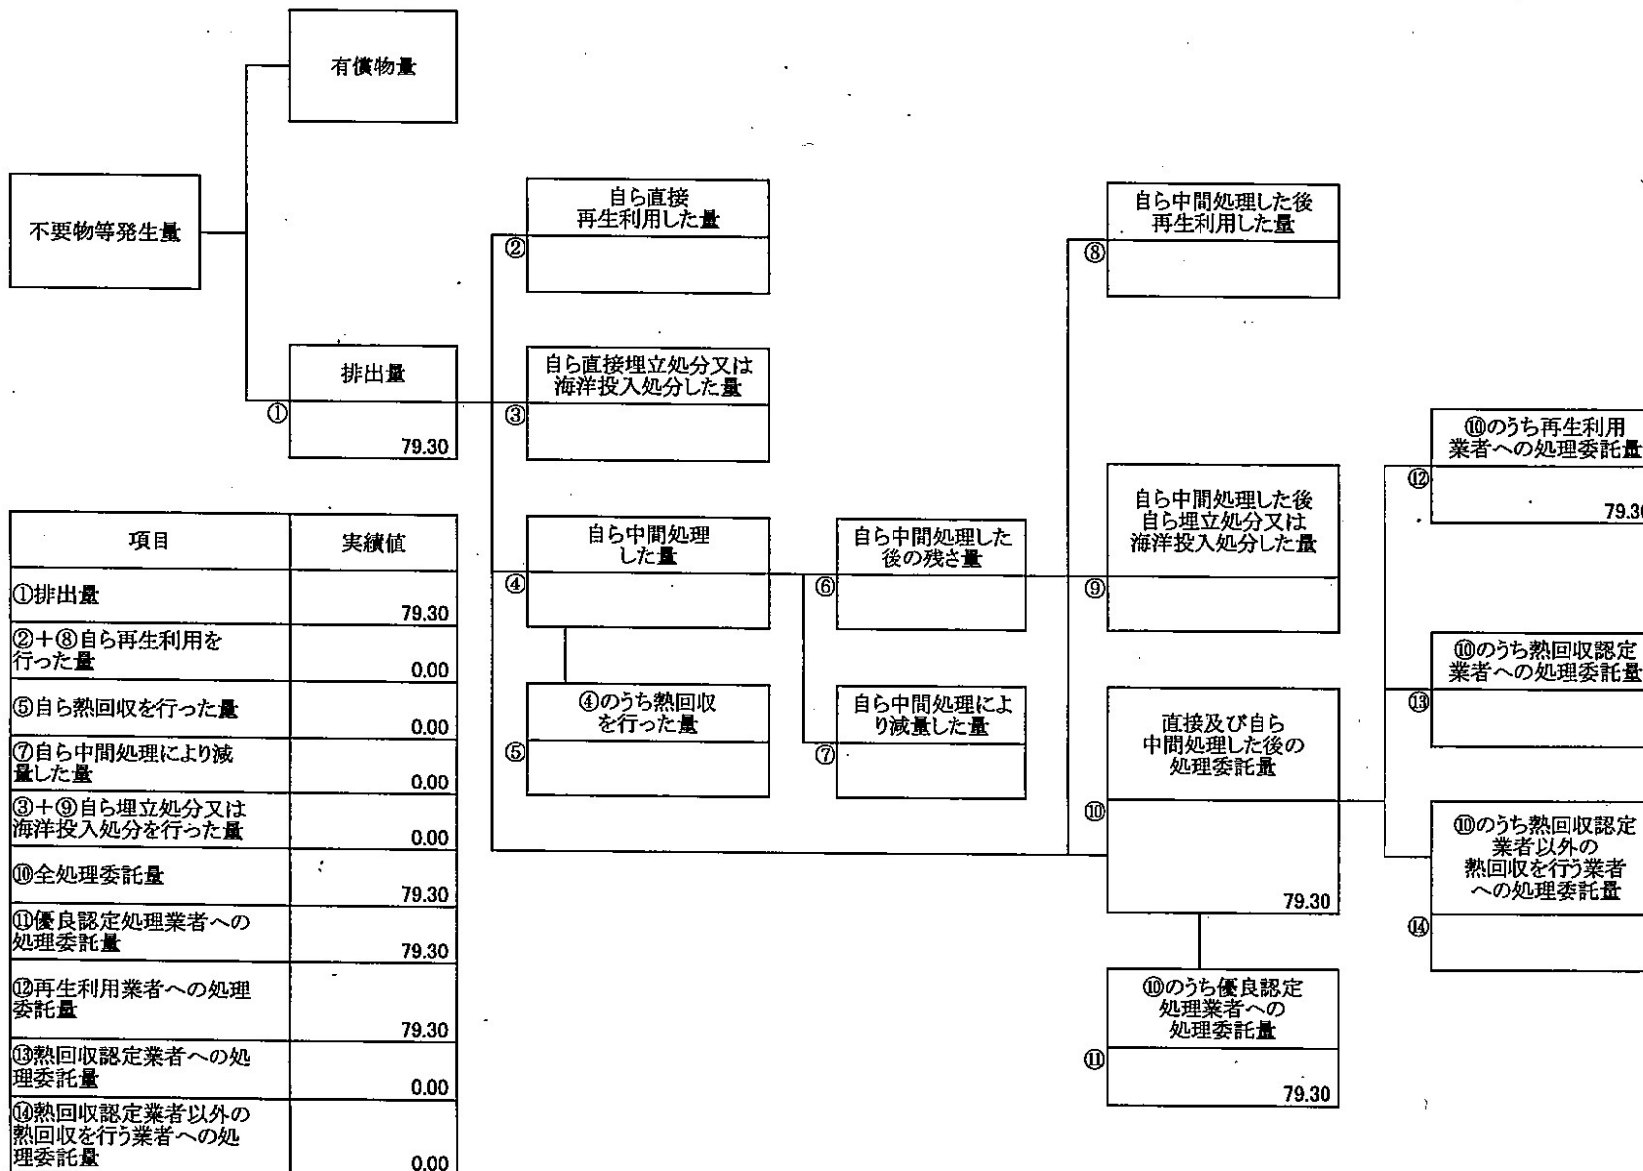 有償物量
不要物等発生量
排出量
①
79.30
自ら直接
再生利用した量
②
自ら直接埋立処分又は
海洋投入処分した量
③
自ら中間処理
した量
④
④のうち熱回収
を行った量
⑤
自ら中間処理した
後の残さ量
⑥
自ら中間処理によ
り減量した量
⑦
自ら中間処理した後
再生利用した量
⑧
自ら中間処理した後
自ら埋立処分又は
海洋投入処分した量
⑨
直接及び自ら
中間処理した後の
処理委託量
⑩
79.30
⑩のうち優良認定
処理業者への
処理委託量
⑪
79.30
⑩のうち再生利用
業者への処理委託量
⑫
79.30
⑩のうち熱回収認定
業者への処理委託量
⑬
⑩のうち熱回収認定
業者以外の
熱回収を行う業者
への処理委託量
⑭
項目 実績値
①排出量 79.30
②+⑧自ら再生利用を
行った量 0.00
⑤自ら熱回収を行った量 0.00
⑦自ら中間処理により減
量した量 0.00
③+⑨自ら埋立処分又は
海洋投入処分を行った量 0.00
⑩全処理委託量 79.30
⑪優良認定処理業者への
処理委託量 79.30
⑫再生利用業者への処理
委託量 79.30
⑬熱回収認定業者への処
理委託量 0.00
⑭熱回収認定業者以外の
熱回収を行う業者への処
理委託量 0.00